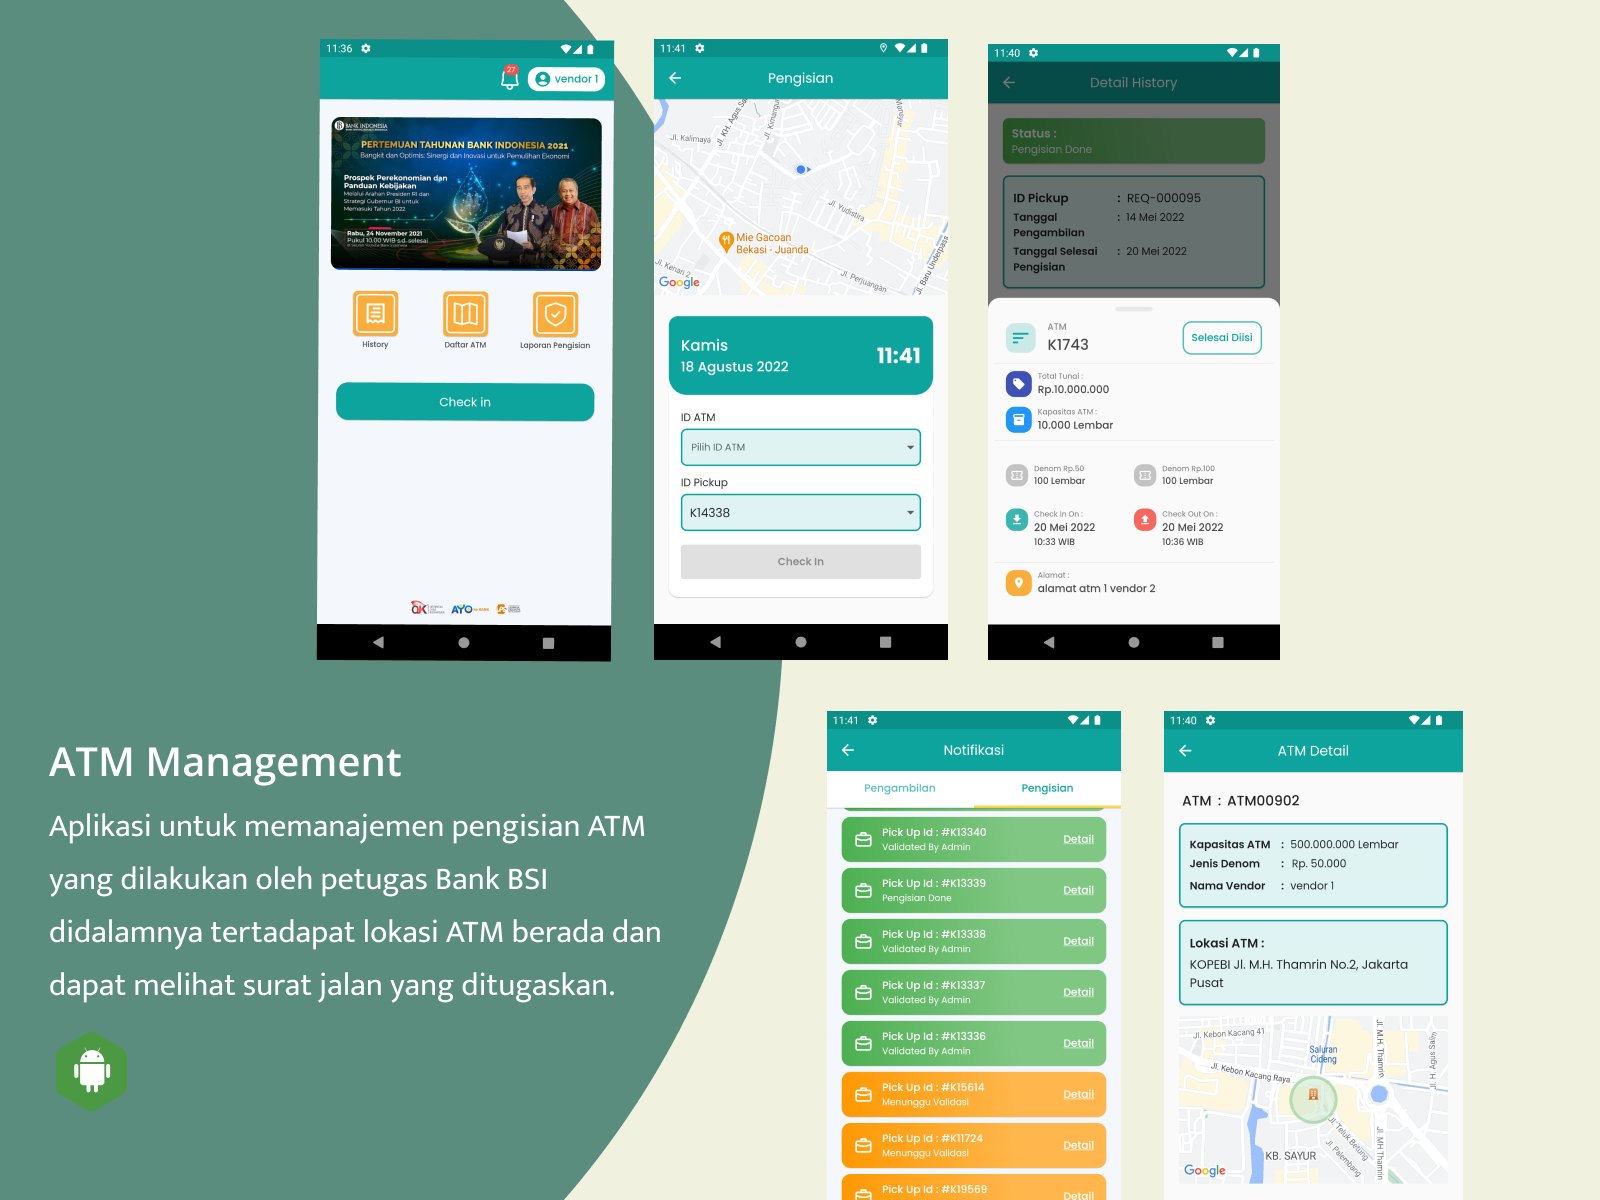 11:36
27
vendor 1
BANK INDONESIA
PERTEMUAN TAHUNAN BANK INDONESIA 2021
Bangkit dan Optimis: Sinergi dan Inovasi untuk Pemulihan Ekonomi
Prospek Perekonomian dan
Panduan Kebijakan
Melalui Arahan Presiden RI dan
Strategi Gubernur BI untuk
Memasuki Tahun 2022
Rabu, 24 November 2021
Pukul 10.00 WIB s.d. selesai
History
Daftar ATM
Laporan Pengisian
Check in
AYO
11:41
Pengisian
Jl. Kalimaya
Jl. KH. Agus Sa
Jl. Kimangun
Jl. Yudistira
Mie Gacoan
Bekasi - Juanda
Jl. Kenari 2
Jl. Perjuangan
Jl. Baru Underpass
Google
Kamis
18 Agustus 2022
11:41
ID ATM
Pilih ID ATM
ID Pickup
K14338
Check In
11:40
Detail History
Status :
Pengisian Done
ID Pickup : REQ-000095
Tanggal : 14 Mei 2022
Pengambilan
Tanggal Selesai : 20 Mei 2022
Pengisian
ATM
K1743
Selesai Diisi
Total Tunai :
Rp.10.000.000
Kapasitas ATM :
10.000 Lembar
Denom Rp.50
100 Lembar
Denom Rp.100
100 Lembar
Check In On :
20 Mei 2022
10:33 WIB
Check Out On :
20 Mei 2022
10:36 WIB
Alamat :
alamat atm 1 vendor 2
ATM Management
Aplikasi untuk memanajemen pengisian ATM
yang dilakukan oleh petugas Bank BSI
didalamnya tertadapat lokasi ATM berada dan
dapat melihat surat jalan yang ditugaskan.
11:41
Notifikasi
Pengambilan
Pengisian
Pick Up Id : #K13340
Validated By Admin
Detail
Pick Up Id : #K13339
Pengisian Done
Detail
Pick Up Id : #K13338
Validated By Admin
Detail
Pick Up Id : #K13337
Validated By Admin
Detail
Pick Up Id : #K13336
Validated By Admin
Detail
Pick Up Id : #K15614
Menunggu Validasi
Detail
Pick Up Id : #K11724
Menunggu Validasi
Detail
Pick Up Id : #K19569
Detail
11:40
ATM Detail
ATM : ATM00902
Kapasitas ATM : 500.000.000 Lembar
Jenis Denom : Rp. 50.000
Nama Vendor : vendor 1
Lokasi ATM :
KOPEBI Jl. M.H. Thamrin No.2, Jakarta
Pusat
Jl. Kebon Kacang 41
Saluran
Cideng
Jl. M.H. Thamrin
Jl. H. Agus Salim
Jl. Kebon Kacang Raya
Jl. Teluk Betung
Jl. Palembang
Jl. MH Thamrin
KB. SAYUR
Google